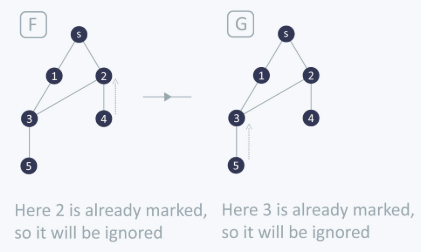 F
s
1
2
3
4
5
Here 2 is already marked,
so it will be ignored
G
s
1
2
3
4
5
Here 3 is already marked,
so it will be ignored